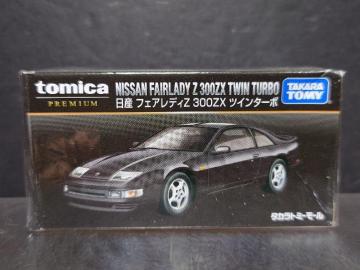 tomica
PREMIUM
NISSAN FAIRLADY Z 300ZX TWIN TURBO
日産 フェアレディZ 300ZX ツインターボ
TAKARA
TOMY
タカラトミーモール